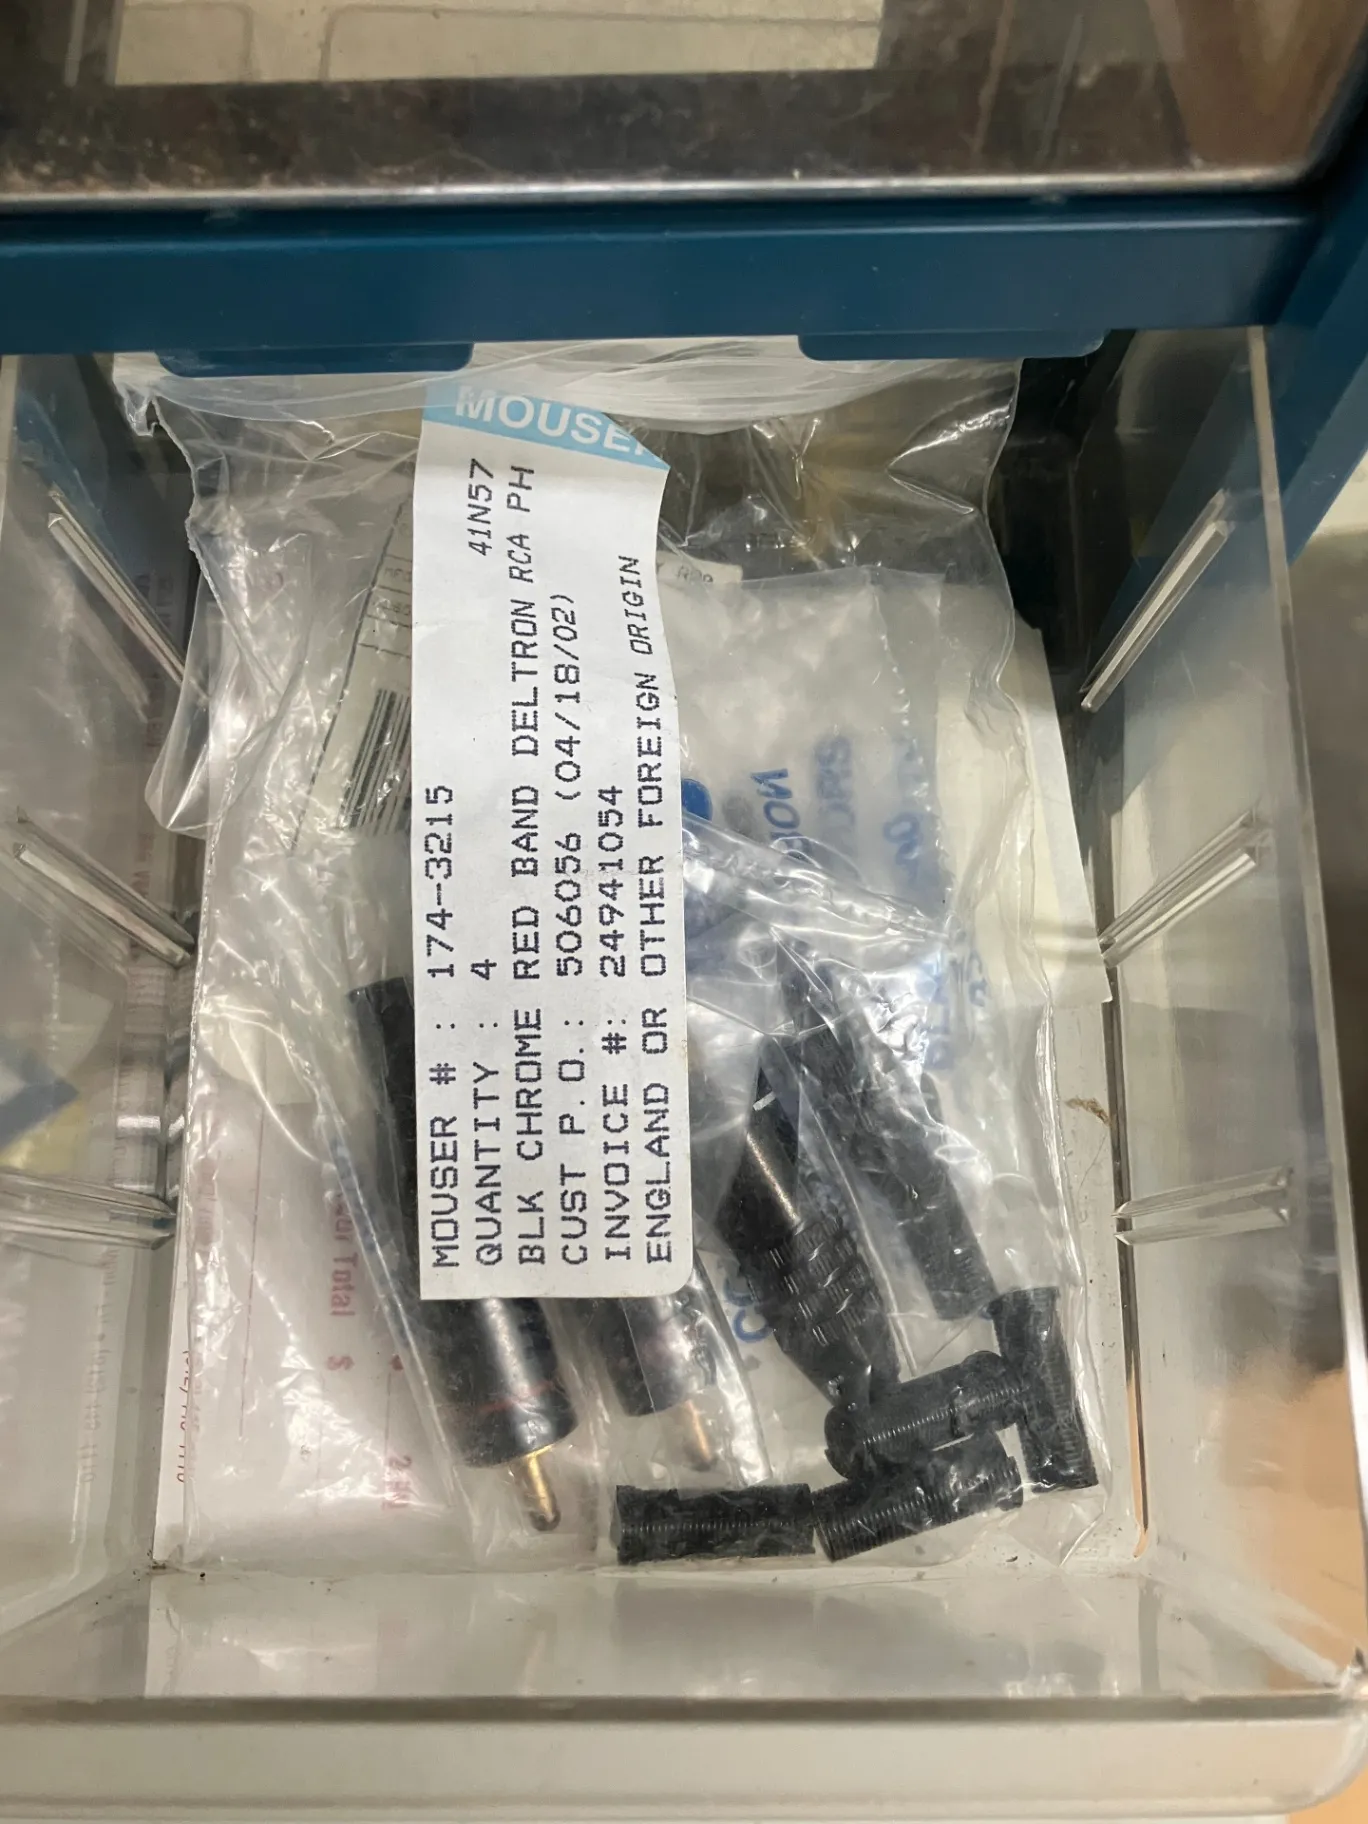 MOUSER
41N57
MOUSER # : 174-3215
QUANTITY : 4
BLK CHROME RED BAND DELTRON RCA PH
CUST P.O.: 506056 (04/18/02)
INVOICE #: 24941054
ENGLAND OR OTHER FOREIGN ORIGIN
Total $